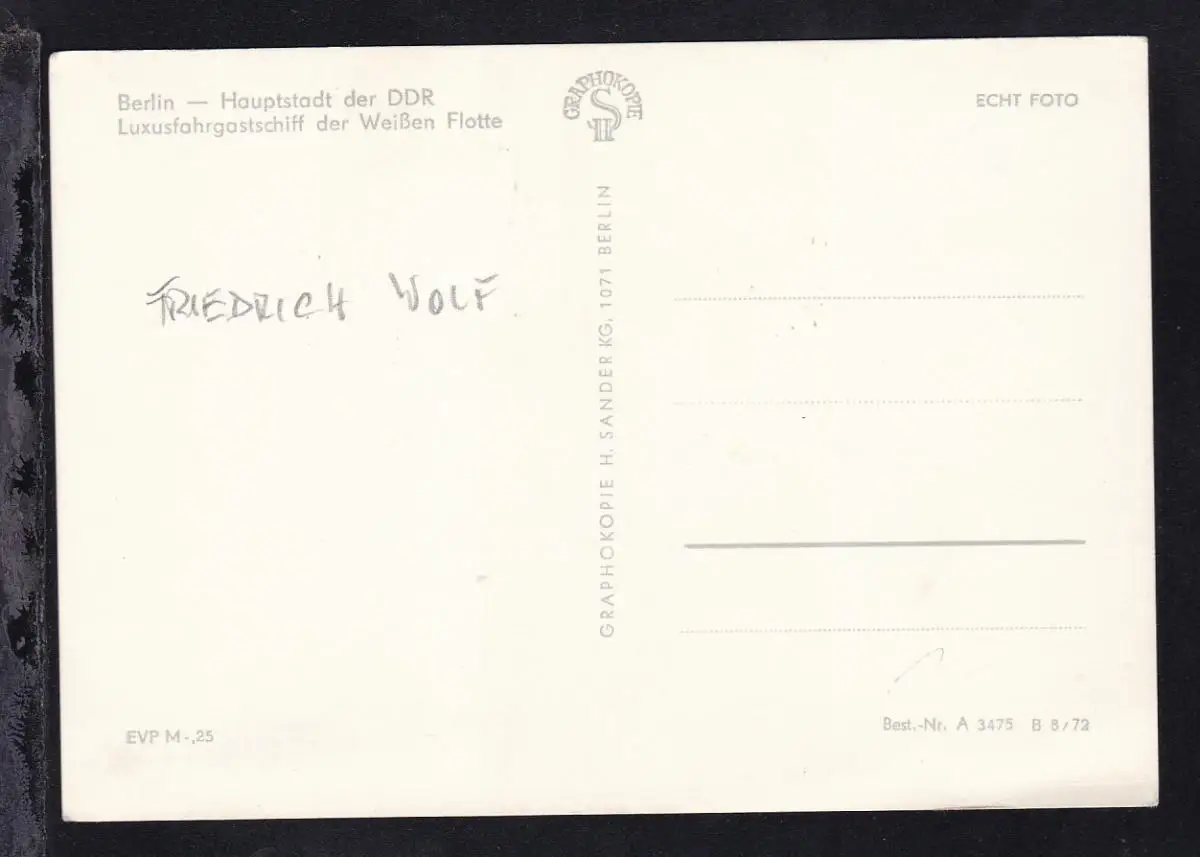 Berlin — Hauptstadt der DDR
Luxusfahrgastschiff der Weißen Flotte
FRIEDRICH WOLF
EVP M -,25
GRAPHOKOPIE
HS
GRAPHOKOPIE H. SANDER KG, 1071 BERLIN
ECHT FOTO
Best.-Nr. A 3475 B 8/72